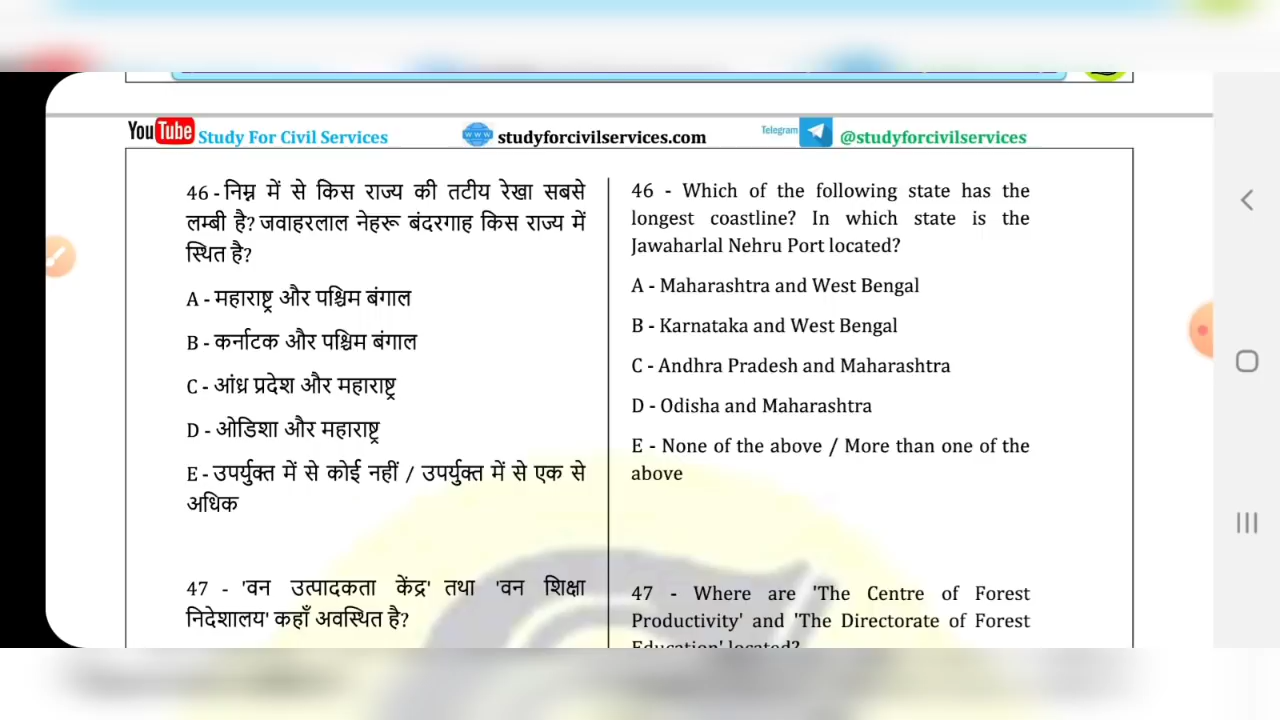 YouTube Study For Civil Services
www studyforcivilservices.com
Telegram @studyforcivilservices
46 - निम्न में से किस राज्य की तटीय रेखा सबसे
लम्बी है? जवाहरलाल नेहरू बंदरगाह किस राज्य में
स्थित है?
A - महाराष्ट्र और पश्चिम बंगाल
B - कर्नाटक और पश्चिम बंगाल
C - आंध्र प्रदेश और महाराष्ट्र
D - ओडिशा और महाराष्ट्र
E - उपर्युक्त में से कोई नहीं / उपर्युक्त में से एक से
अधिक
47 - 'वन उत्पादकता केंद्र' तथा 'वन शिक्षा
निदेशालय' कहाँ अवस्थित है?
46 - Which of the following state has the
longest coastline? In which state is the
Jawaharlal Nehru Port located?
A - Maharashtra and West Bengal
B - Karnataka and West Bengal
C - Andhra Pradesh and Maharashtra
D - Odisha and Maharashtra
E - None of the above / More than one of the
above
47 - Where are 'The Centre of Forest
Productivity' and 'The Directorate of Forest
Education' located?